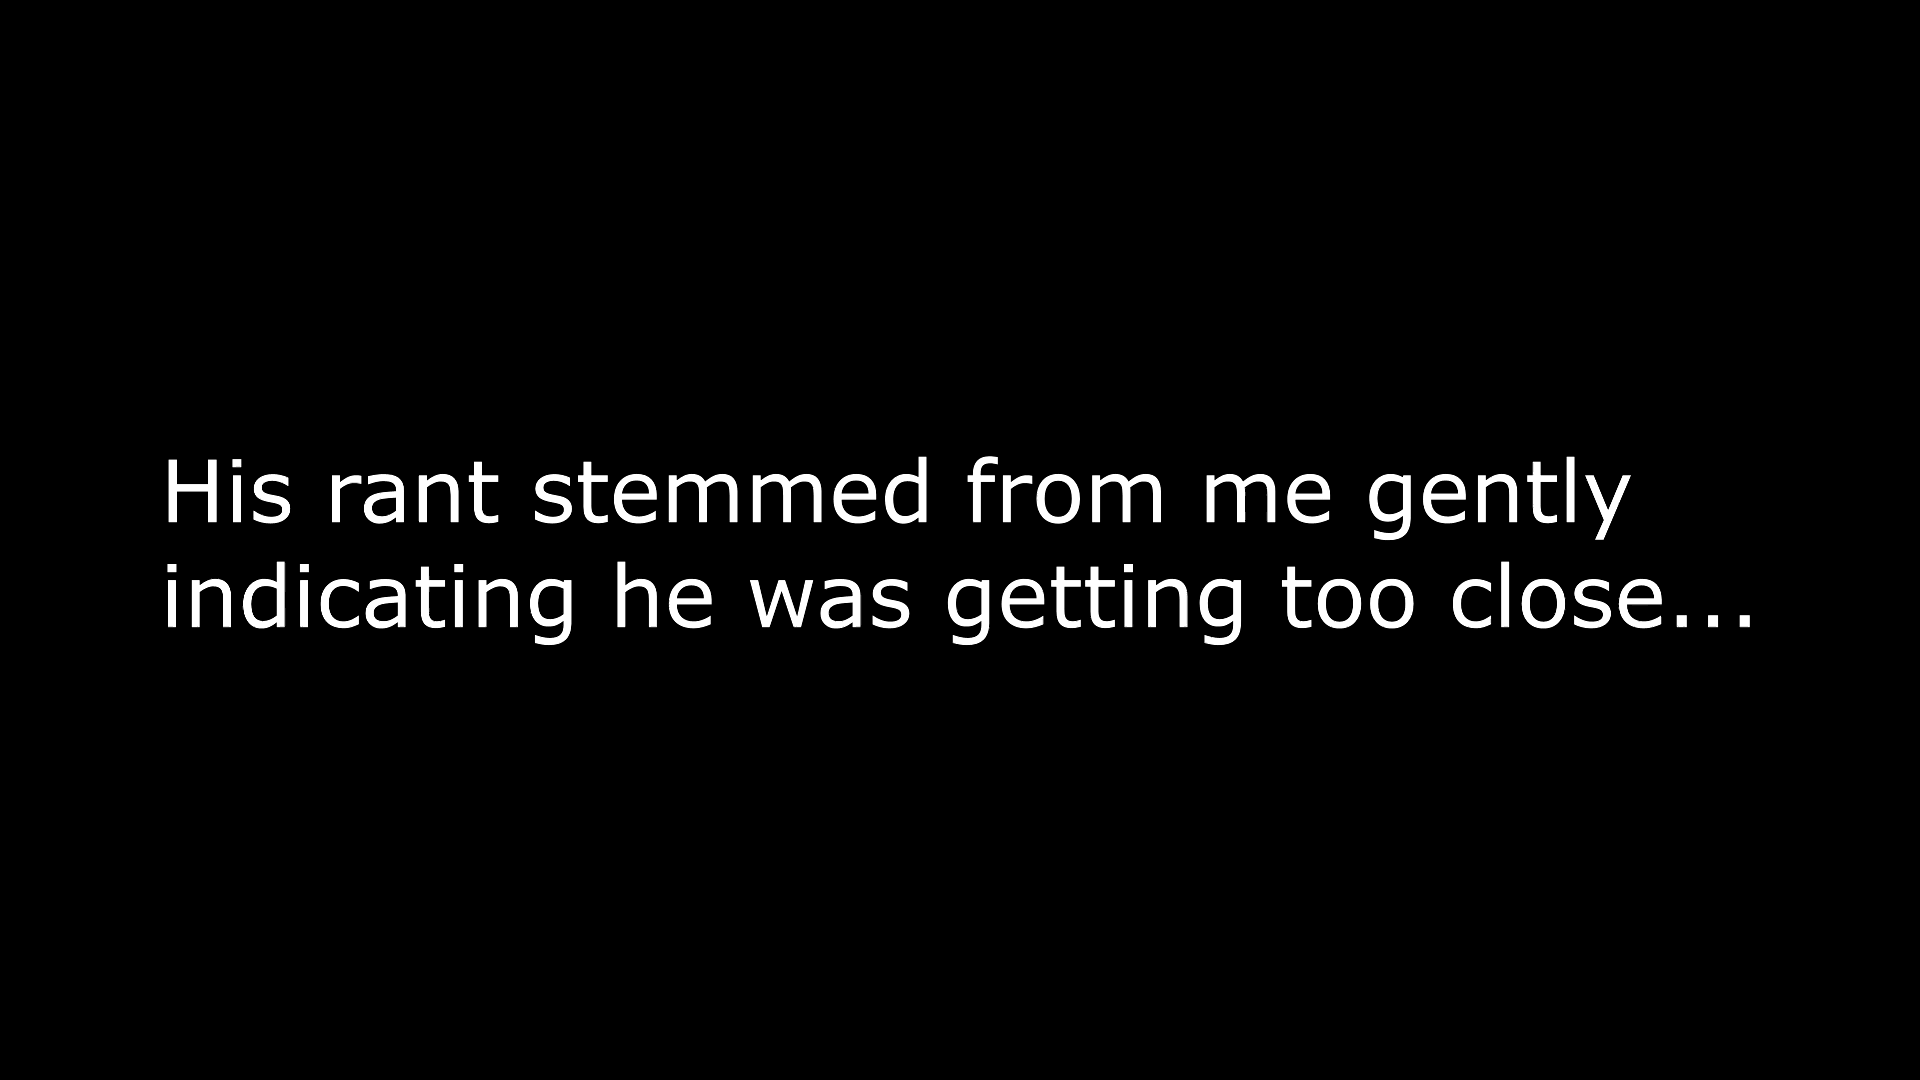 His rant stemmed from me gently
indicating he was getting too close...